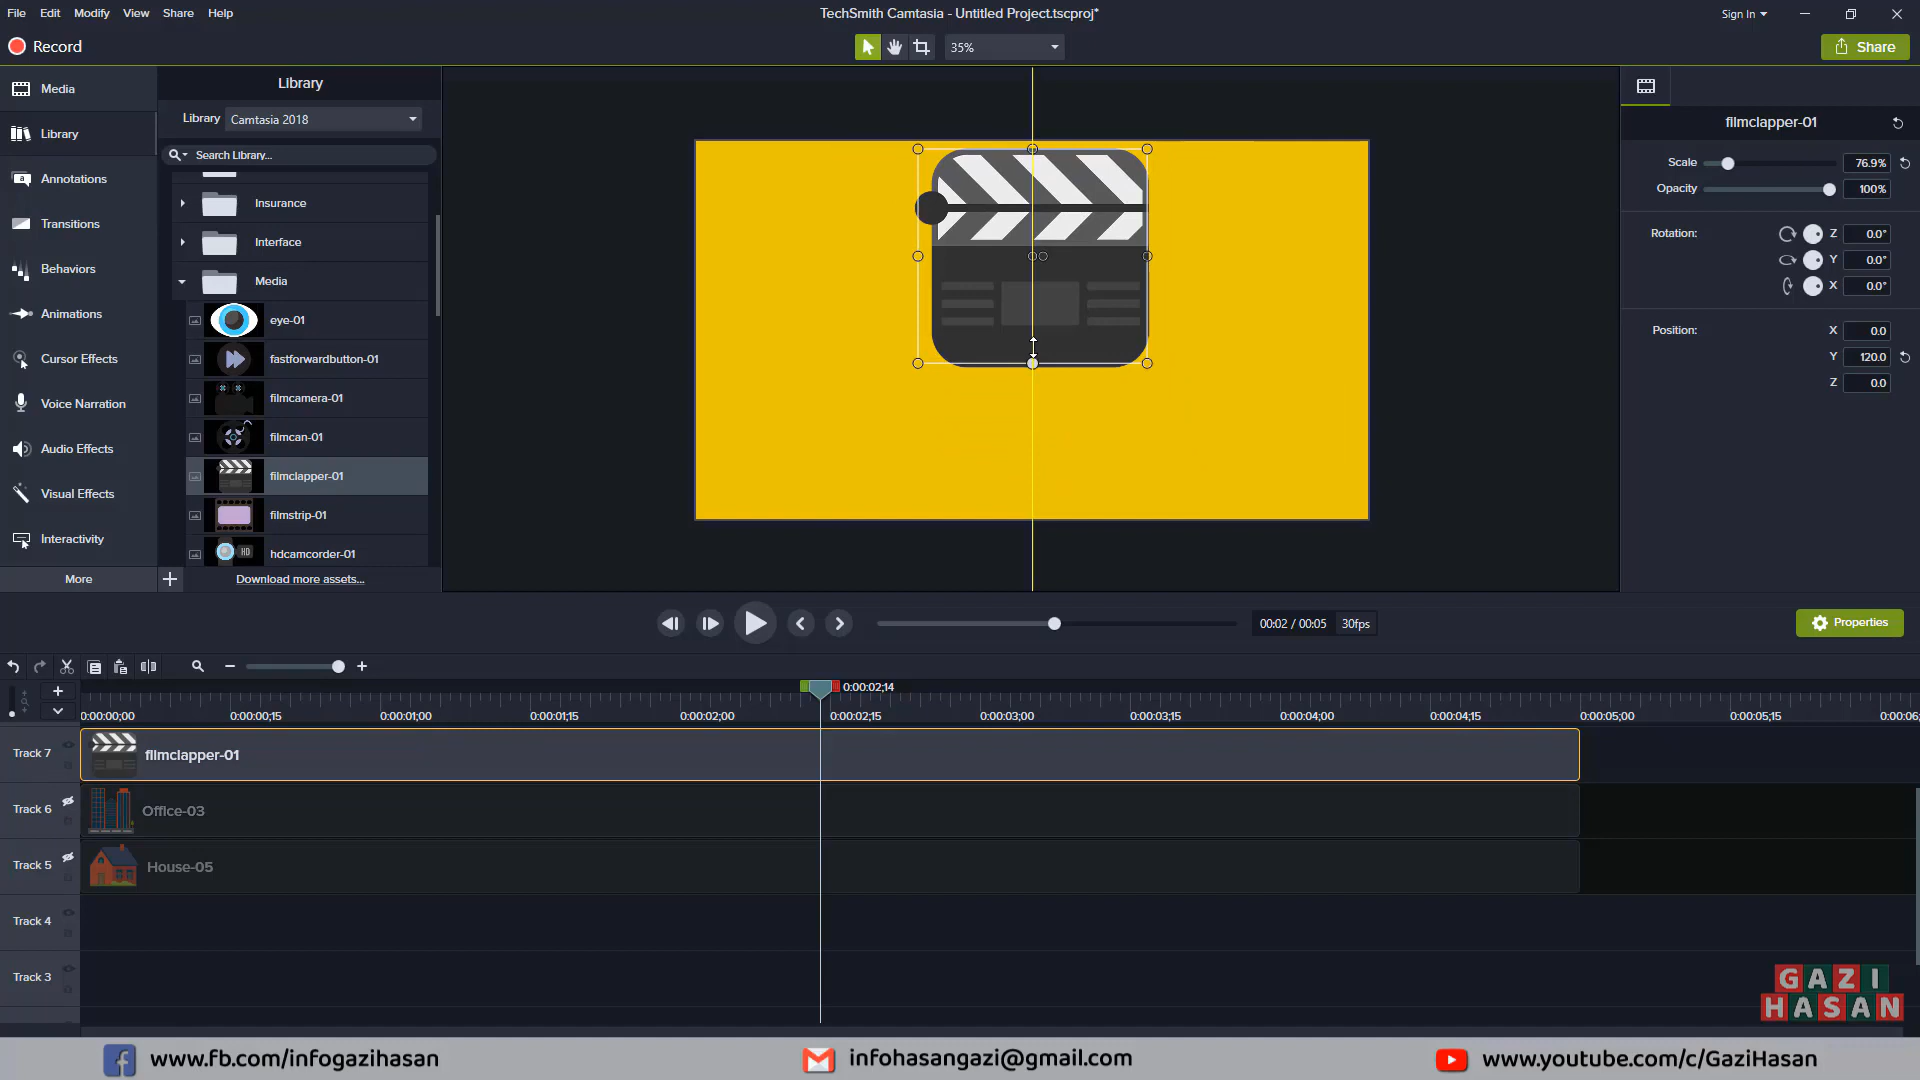 File Edit Modify View Share Help
TechSmith Camtasia - Untitled Project.tscproj*
Sign In
Record
35%
Share
Media
Library
Annotations
Transitions
Behaviors
Animations
Cursor Effects
Voice Narration
Audio Effects
Visual Effects
Interactivity
More
Library
Library Camtasia 2018
Search Library...
Insurance
Interface
Media
eye-01
fastforwardbutton-01
filmcamera-01
filmcan-01
filmclapper-01
filmstrip-01
HD
hdcamcorder-01
Download more assets...
filmclapper-01
Scale 76.9%
Opacity 100%
Rotation: Z 0.0°
Y 0.0°
X 0.0°
Position: X 0.0
Y 120.0
Z 0.0
00:02 / 00:05 30fps
Properties
0:00:02;14
0:00:00;00 0:00:00;15 0:00:01;00 0:00:01;15 0:00:02;00 0:00:02;15 0:00:03;00 0:00:03;15 0:00:04;00 0:00:04;15 0:00:05;00 0:00:05;15 0:00:06;
Track 7 filmclapper-01
Track 6 Office-03
Track 5 House-05
Track 4
Track 3
GAZI
HASAN
www.fb.com/infogazihasan infohasangazi@gmail.com www.youtube.com/c/GaziHasan